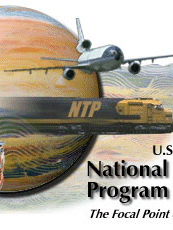 NTP
U.S
National
Program
The Focal Point